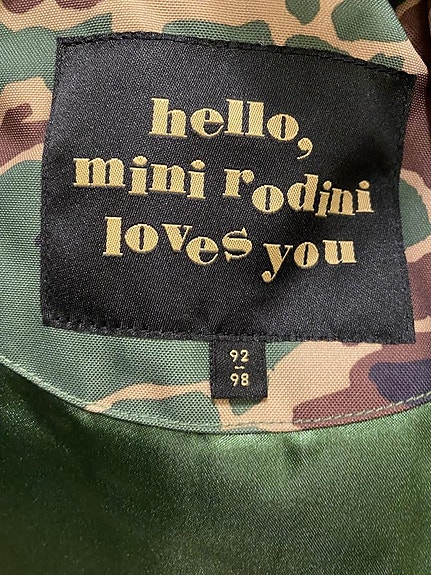 hello,
mini rodini
loves you
92
–
98